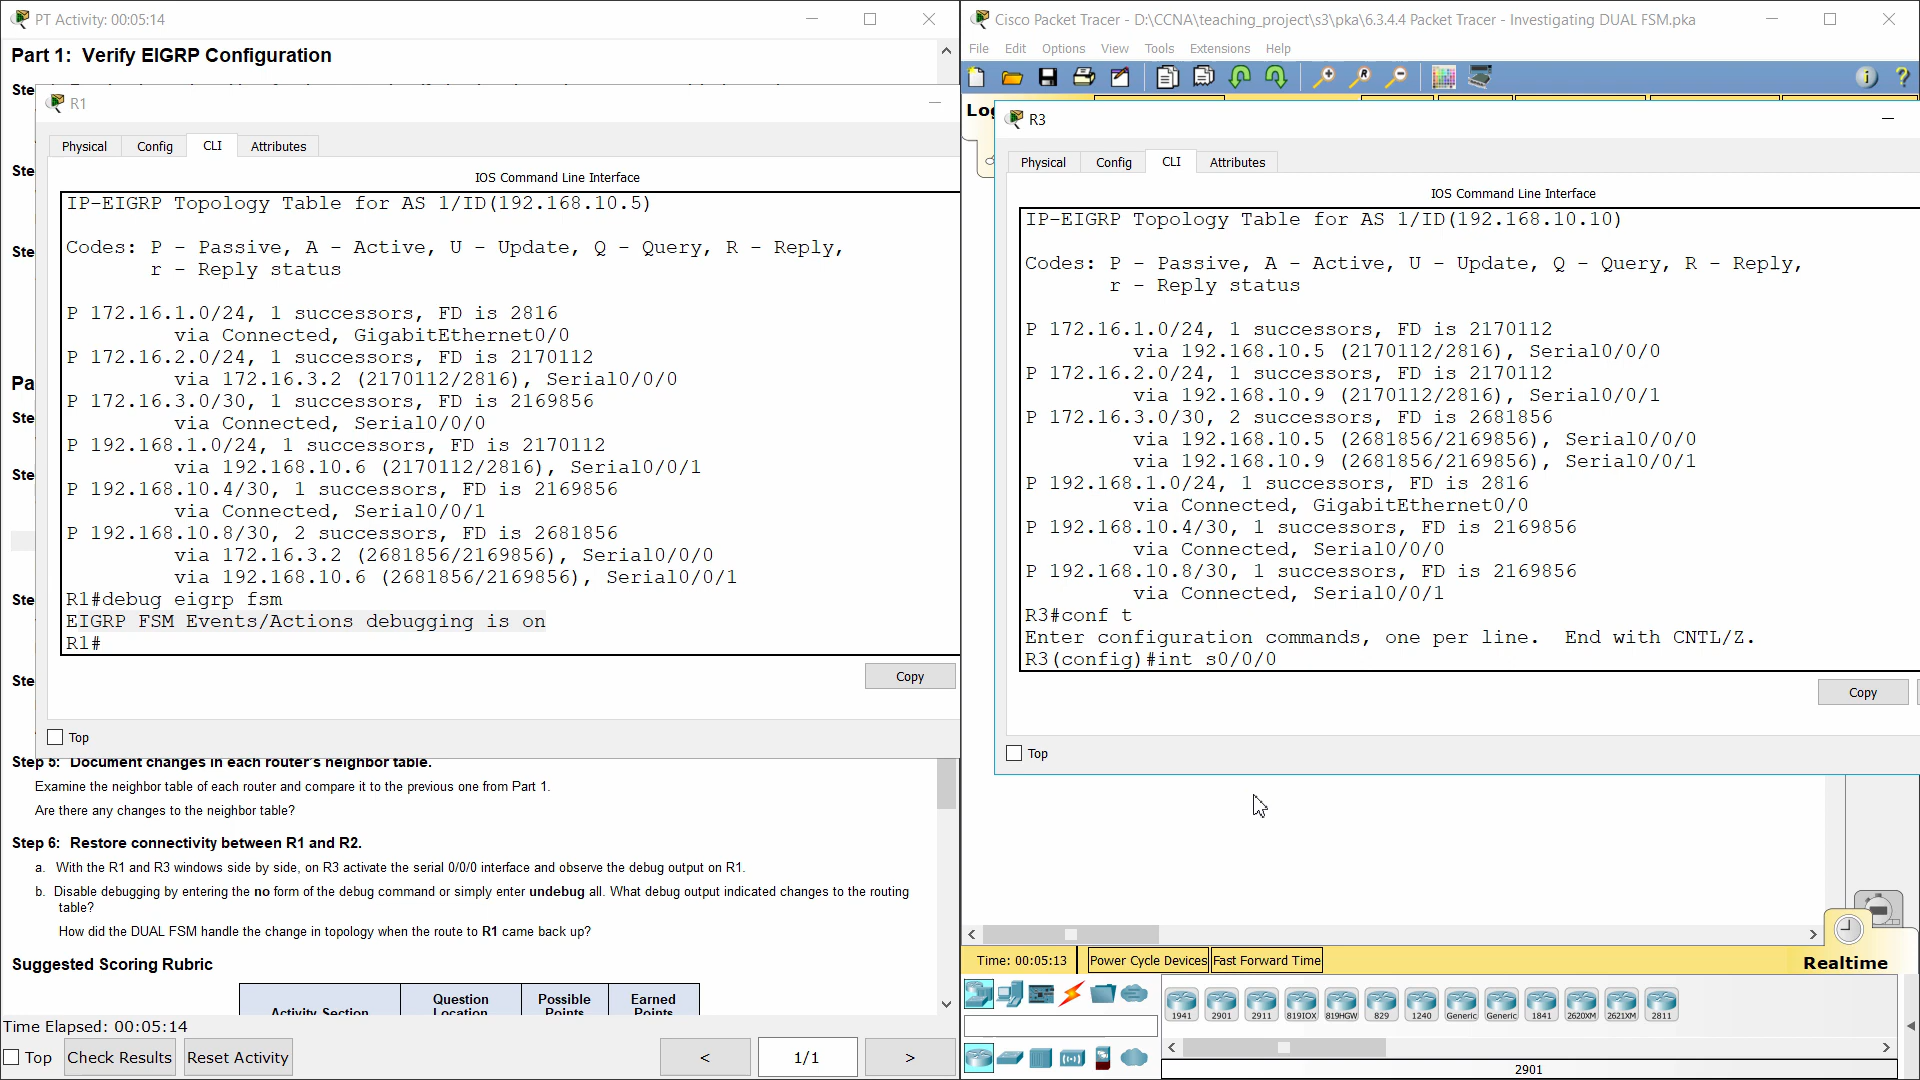 PT Activity: 00:05:14
Part 1:  Verify EIGRP Configuration
Ste
R1
Physical
Config
CLI
Attributes
IOS Command Line Interface
IP-EIGRP Topology Table for AS 1/ID(192.168.10.5)
Codes: P - Passive, A - Active, U - Update, Q - Query, R - Reply,
r - Reply status
P 172.16.1.0/24, 1 successors, FD is 2816
via Connected, GigabitEthernet0/0
P 172.16.2.0/24, 1 successors, FD is 2170112
via 172.16.3.2 (2170112/2816), Serial0/0/0
P 172.16.3.0/30, 1 successors, FD is 2169856
via Connected, Serial0/0/0
P 192.168.1.0/24, 1 successors, FD is 2170112
via 192.168.10.6 (2170112/2816), Serial0/0/1
P 192.168.10.4/30, 1 successors, FD is 2169856
via Connected, Serial0/0/1
P 192.168.10.8/30, 2 successors, FD is 2681856
via 172.16.3.2 (2681856/2169856), Serial0/0/0
via 192.168.10.6 (2681856/2169856), Serial0/0/1
R1#debug eigrp fsm
EIGRP FSM Events/Actions debugging is on
R1#
Copy
Top
Ste
Ste
Pa
Ste
Ste
Ste
Ste
Step 5:  Document changes in each router's neighbor table.
Examine the neighbor table of each router and compare it to the previous one from Part 1.
Are there any changes to the neighbor table?
Step 6:  Restore connectivity between R1 and R2.
a.  With the R1 and R3 windows side by side, on R3 activate the serial 0/0/0 interface and observe the debug output on R1.
b.  Disable debugging by entering the no form of the debug command or simply enter undebug all. What debug output indicated changes to the routing
table?
How did the DUAL FSM handle the change in topology when the route to R1 came back up?
Suggested Scoring Rubric
Activity Section
Question
Location
Possible
Points
Earned
Points
Time Elapsed: 00:05:14
Top
Check Results
Reset Activity
<
1/1
>
Cisco Packet Tracer - D:\CCNA\teaching_project\s3\pka\6.3.4.4 Packet Tracer - Investigating DUAL FSM.pka
File
Edit
Options
View
Tools
Extensions
Help
Log
R3
Physical
Config
CLI
Attributes
IOS Command Line Interface
IP-EIGRP Topology Table for AS 1/ID(192.168.10.10)
Codes: P - Passive, A - Active, U - Update, Q - Query, R - Reply,
r - Reply status
P 172.16.1.0/24, 1 successors, FD is 2170112
via 192.168.10.5 (2170112/2816), Serial0/0/0
P 172.16.2.0/24, 1 successors, FD is 2170112
via 192.168.10.9 (2170112/2816), Serial0/0/1
P 172.16.3.0/30, 2 successors, FD is 2681856
via 192.168.10.5 (2681856/2169856), Serial0/0/0
via 192.168.10.9 (2681856/2169856), Serial0/0/1
P 192.168.1.0/24, 1 successors, FD is 2816
via Connected, GigabitEthernet0/0
P 192.168.10.4/30, 1 successors, FD is 2169856
via Connected, Serial0/0/0
P 192.168.10.8/30, 1 successors, FD is 2169856
via Connected, Serial0/0/1
R3#conf t
Enter configuration commands, one per line.  End with CNTL/Z.
R3(config)#int s0/0/0
Copy
Top
Time: 00:05:13
Power Cycle Devices
Fast Forward Time
Realtime
1941
2901
2911
819IOX
819HGW
829
1240
Generic
Generic
1841
2620XM
2621XM
2811
2901